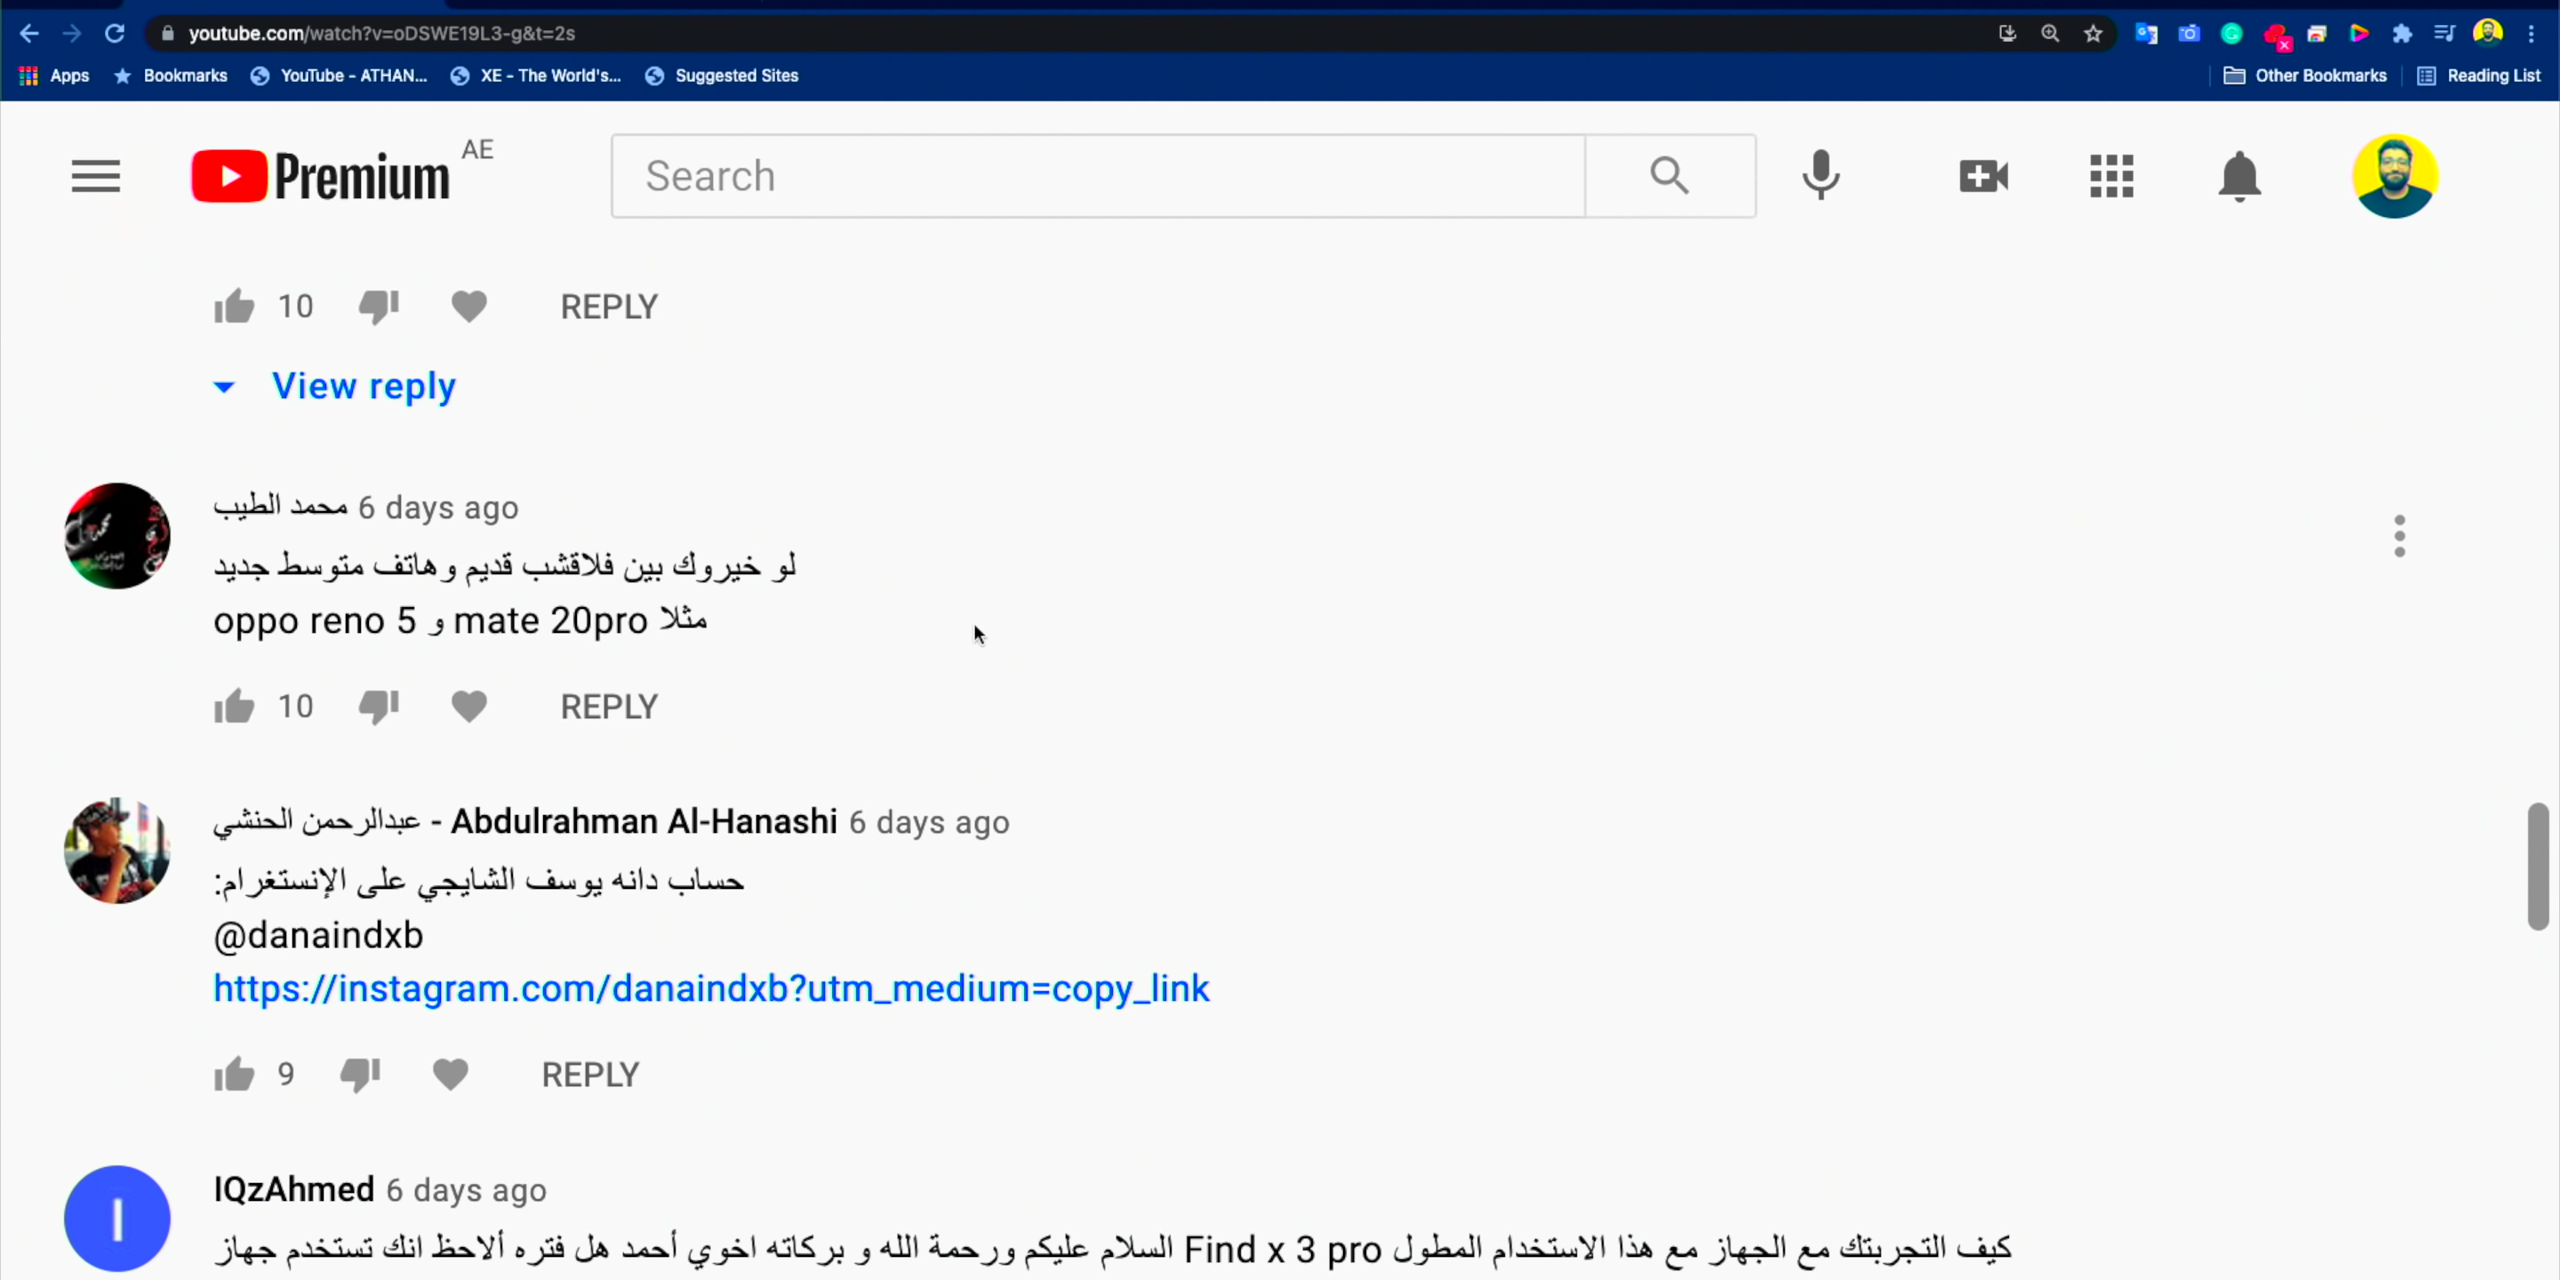 youtube.com/watch?v=oDSWE19L3-g&t=2s
Apps Bookmarks YouTube - ATHAN... XE - The World's... Suggested Sites Other Bookmarks Reading List
Premium AE Search
10 REPLY
View reply
محمد الطيب 6 days ago
لو خيروك بين فلاقشب قديم وهاتف متوسط جديد
oppo reno 5 و mate 20pro مثلا
10 REPLY
عبدالرحمن الحنشي - Abdulrahman Al-Hanashi 6 days ago
حساب دانه يوسف الشايجي على الإنستغرام:
@danaindxb
https://instagram.com/danaindxb?utm_medium=copy_link
9 REPLY
I
IQzAhmed 6 days ago
السلام عليكم ورحمة الله و بركاته اخوي أحمد هل فتره ألاحظ انك تستخدم جهاز Find x 3 pro كيف التجربتك مع الجهاز مع هذا الاستخدام المطول